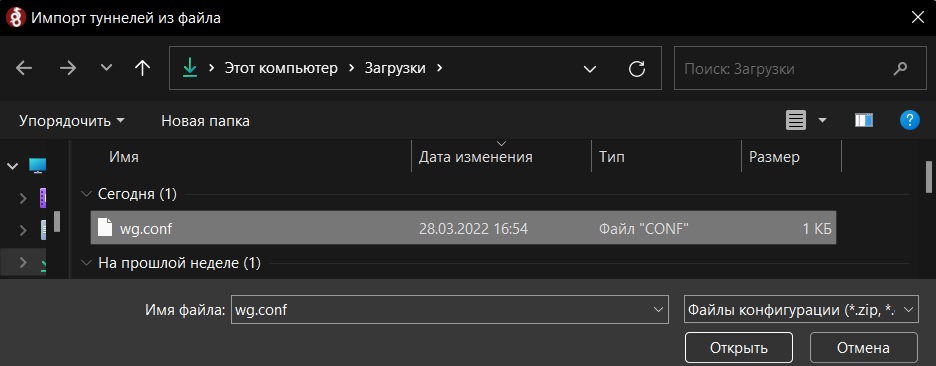 Импорт туннелей из файла
Этот компьютер Загрузки
Поиск: Загрузки
Упорядочить Новая папка
Имя Дата изменения Тип Размер
Сегодня (1)
wg.conf 28.03.2022 16:54 Файл "CONF" 1 КБ
На прошлой неделе (1)
Имя файла: wg.conf Файлы конфигурации (*.zip, *.
Открыть Отмена